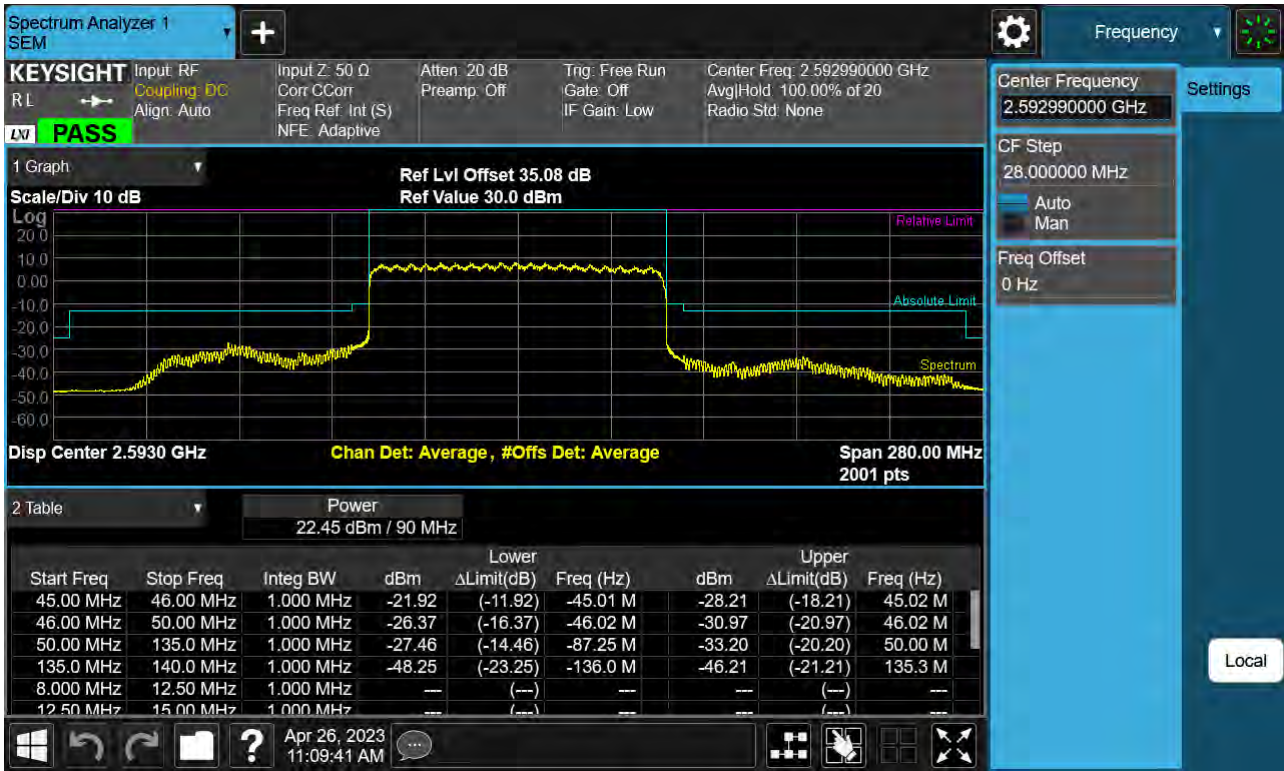 Spectrum Analyzer 1
SEM
+
Frequency
KEYSIGHT
R L
LXI PASS
Input: RF
Coupling: DC
Align: Auto
Input Z: 50 Ω
Corr CCorr
Freq Ref: Int (S)
NFE: Adaptive
Atten: 20 dB
Preamp: Off
Trig: Free Run
Gate: Off
IF Gain: Low
Center Freq: 2.592990000 GHz
Avg|Hold: 100.00% of 20
Radio Std: None
Center Frequency
2.592990000 GHz
Settings
CF Step
28.000000 MHz
Auto
Man
Freq Offset
0 Hz
Local
1 Graph
Scale/Div 10 dB
Ref Lvl Offset 35.08 dB
Ref Value 30.0 dBm
Log
20.0
10.0
0.00
-10.0
-20.0
-30.0
-40.0
-50.0
-60.0
Relative Limit
Absolute Limit
Spectrum
Disp Center 2.5930 GHz
Chan Det: Average, #Offs Det: Average
Span 280.00 MHz
2001 pts
2 Table
Power
22.45 dBm / 90 MHz
Lower Upper
Start Freq Stop Freq Integ BW dBm ΔLimit(dB) Freq (Hz) dBm ΔLimit(dB) Freq (Hz)
45.00 MHz 46.00 MHz 1.000 MHz -21.92 (-11.92) -45.01 M -28.21 (-18.21) 45.02 M
46.00 MHz 50.00 MHz 1.000 MHz -26.37 (-16.37) -46.02 M -30.97 (-20.97) 46.02 M
50.00 MHz 135.0 MHz 1.000 MHz -27.46 (-14.46) -87.25 M -33.20 (-20.20) 50.00 M
135.0 MHz 140.0 MHz 1.000 MHz -48.25 (-23.25) -136.0 M -46.21 (-21.21) 135.3 M
8.000 MHz 12.50 MHz 1.000 MHz --- (---) --- --- (---) ---
12.50 MHz 15.00 MHz 1.000 MHz --- (---) --- --- (---) ---
?
Apr 26, 2023
11:09:41 AM